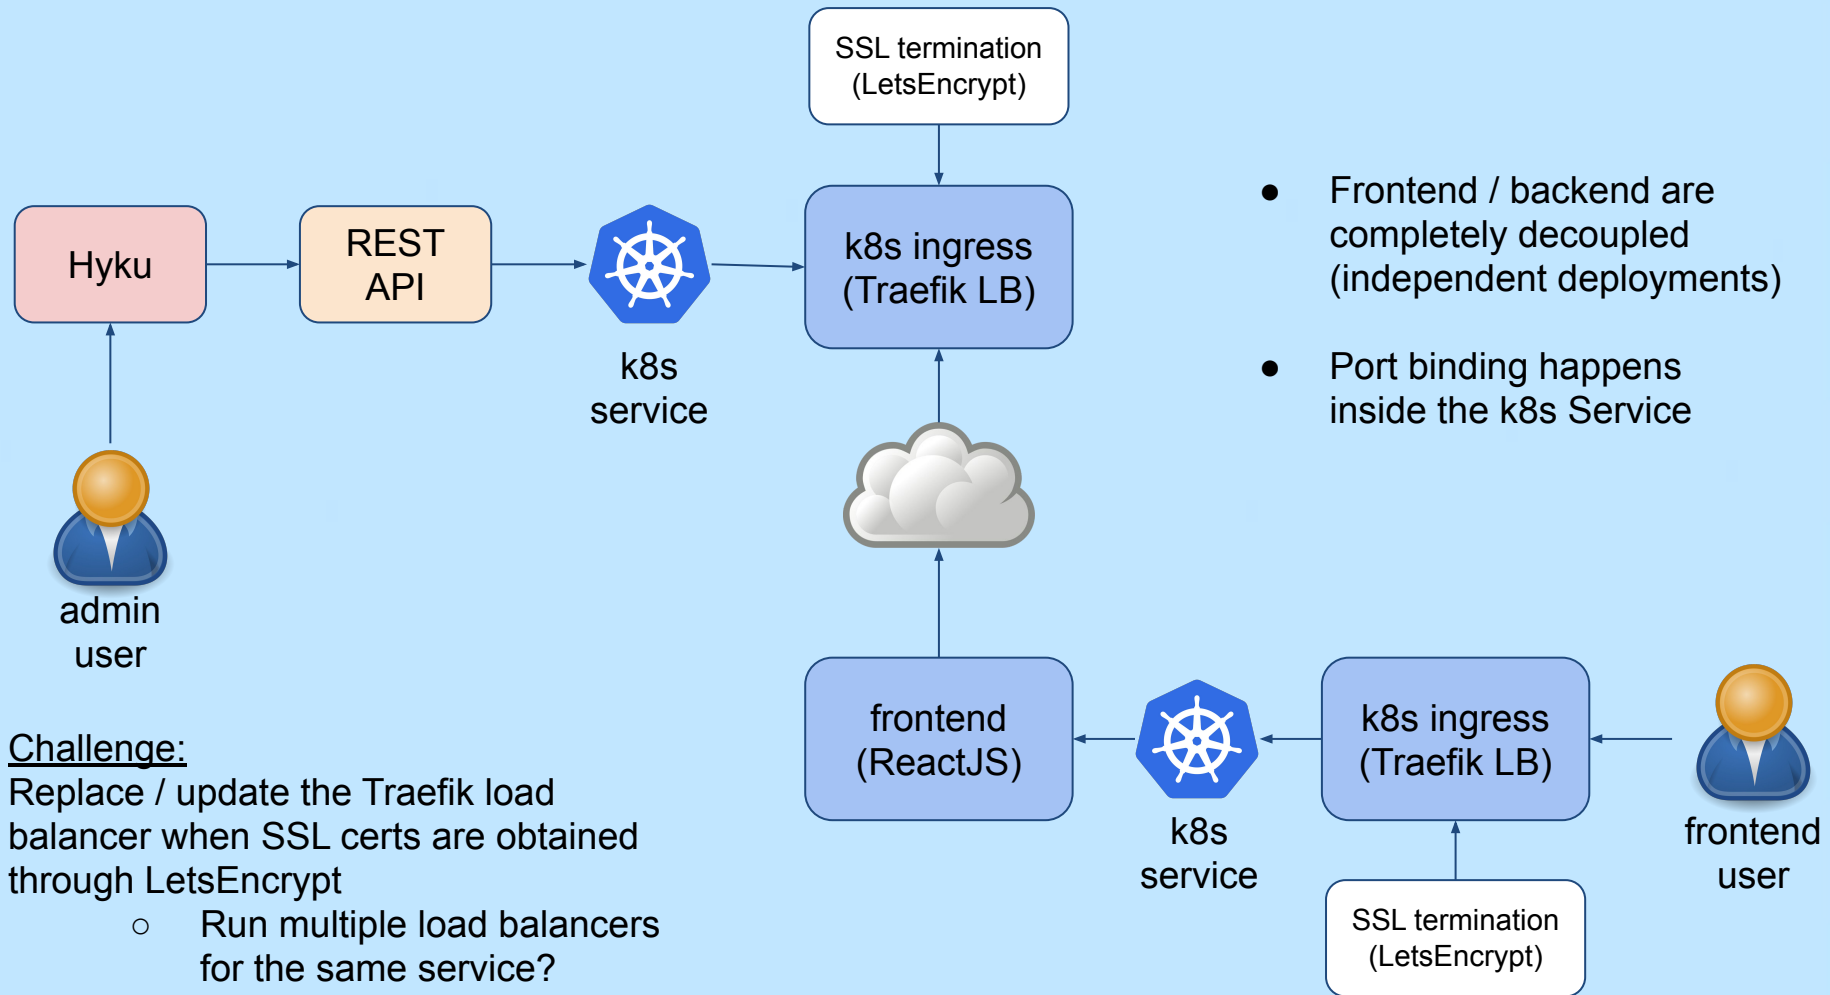 SSL termination
(LetsEncrypt)
Hyku
REST
API
k8s
service
k8s ingress
(Traefik LB)
● Frontend / backend are
completely decoupled
(independent deployments)
● Port binding happens
inside the k8s Service
admin
user
frontend
(ReactJS)
k8s
service
k8s ingress
(Traefik LB)
frontend
user
SSL termination
(LetsEncrypt)
Challenge:
Replace / update the Traefik load
balancer when SSL certs are obtained
through LetsEncrypt
○ Run multiple load balancers
for the same service?